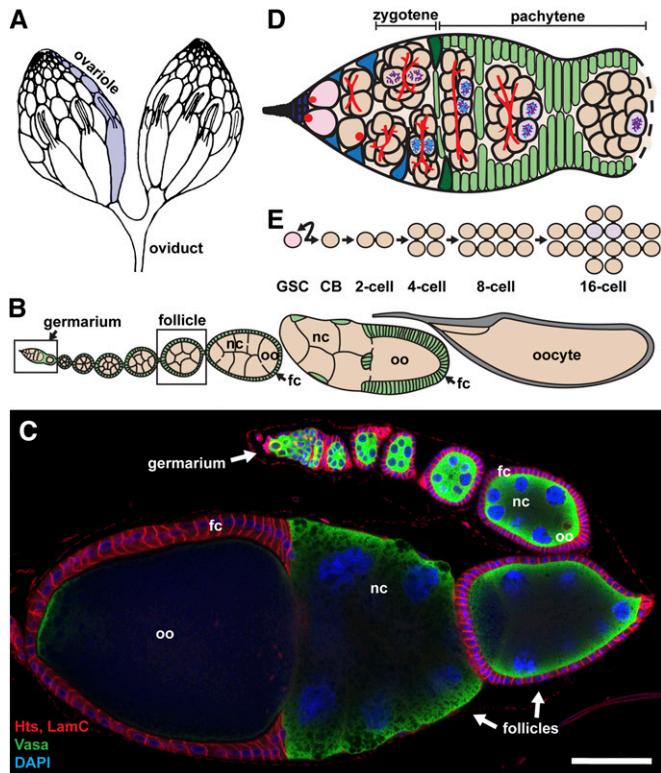 A
ovariole
oviduct
D
zygotene
pachytene
E
GSC
CB
2-cell
4-cell
8-cell
16-cell
B
germarium
follicle
nc
oo
fc
nc
oo
fc
oocyte
C
germarium
fc
nc
oo
fc
oo
nc
follicles
Hts, LamC
Vasa
DAPI